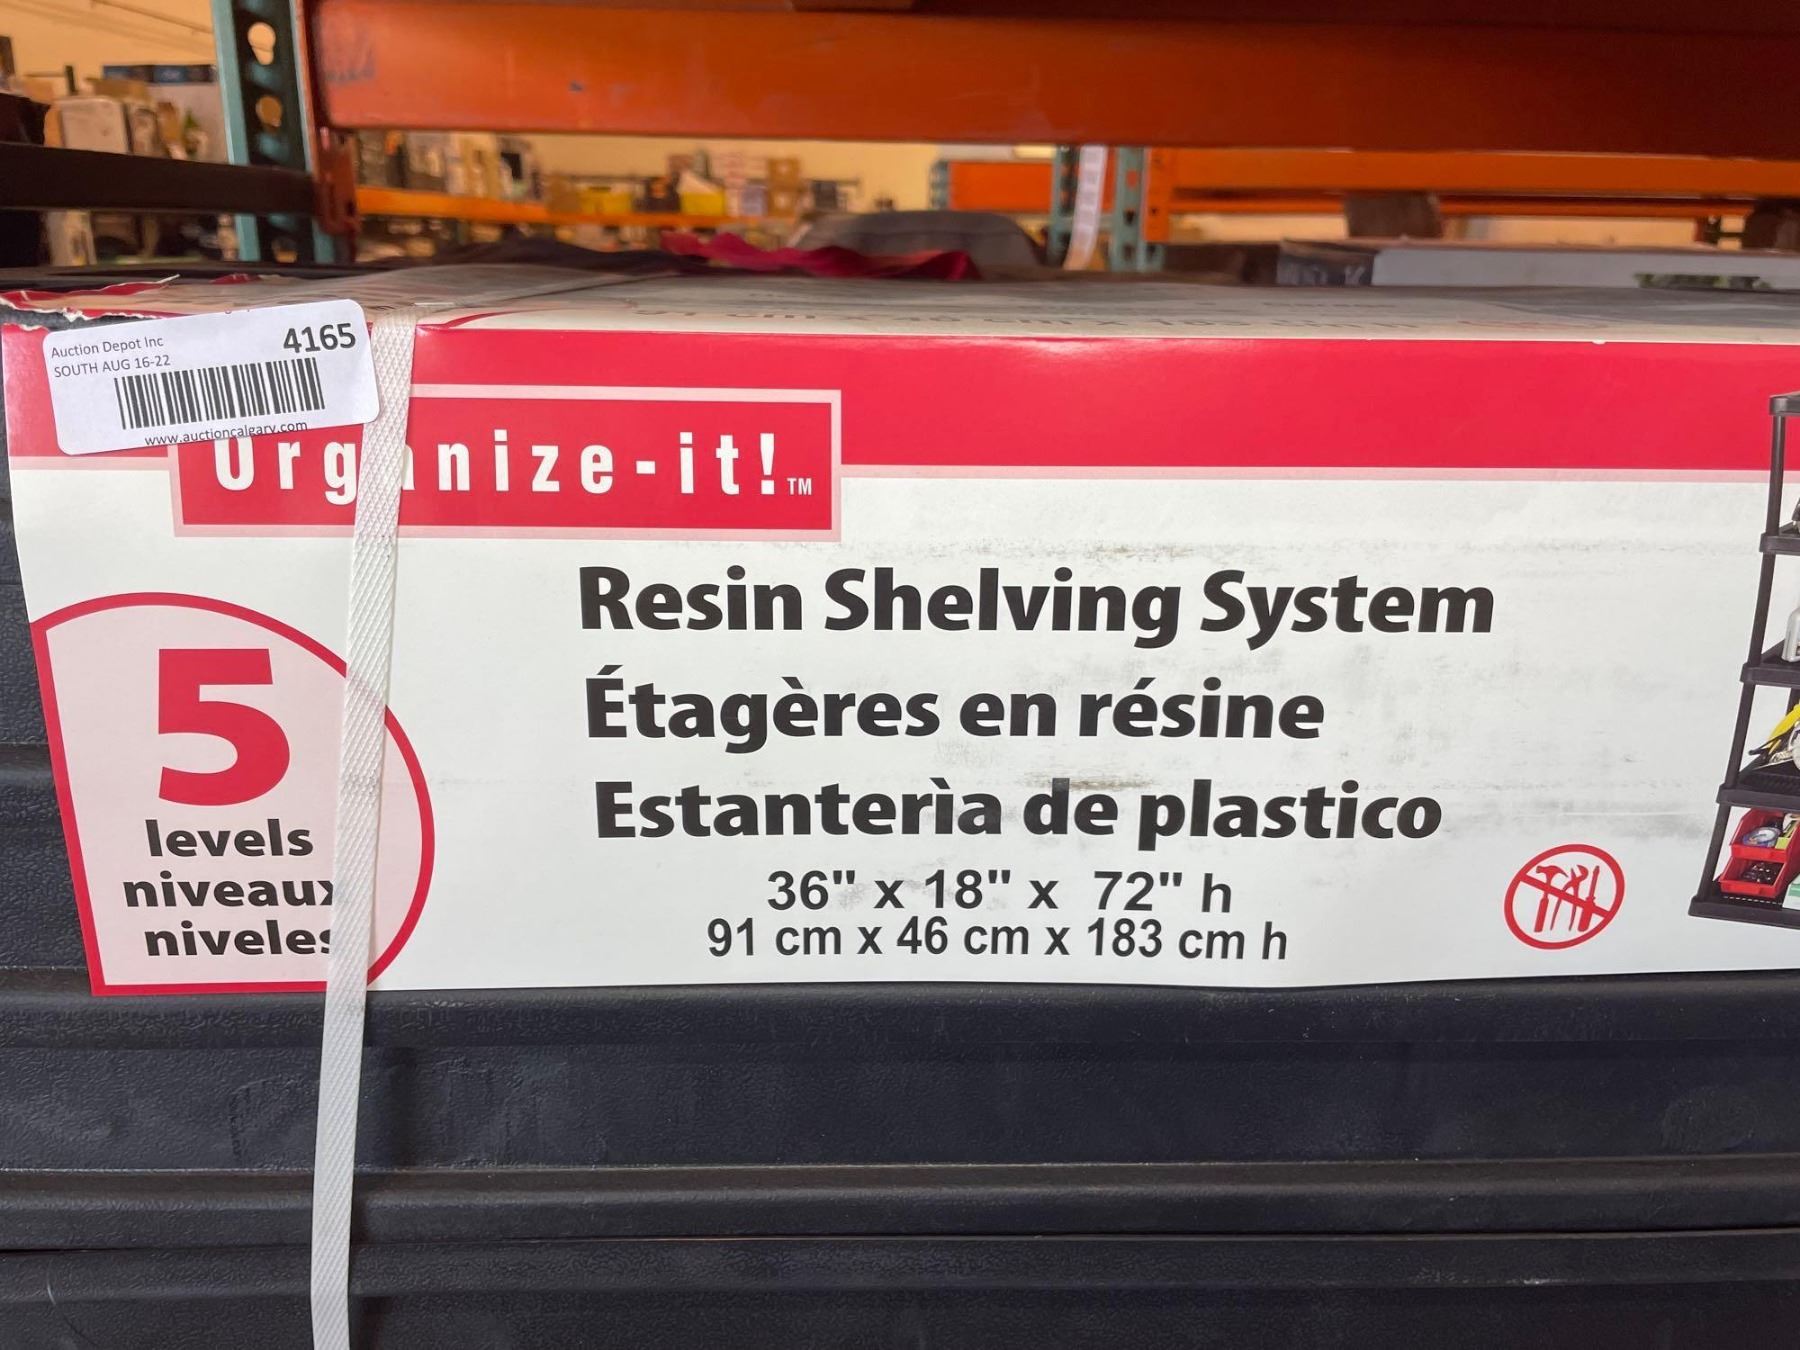 Auction Depot Inc
4165
SOUTH AUG 16-22
www.auctioncalgary.com
Organize-it!™
Resin Shelving System
Étagères en résine
Estanterìa de plastico
36" x 18" x 72" h
91 cm x 46 cm x 183 cm h
5
levels
niveaux
niveles